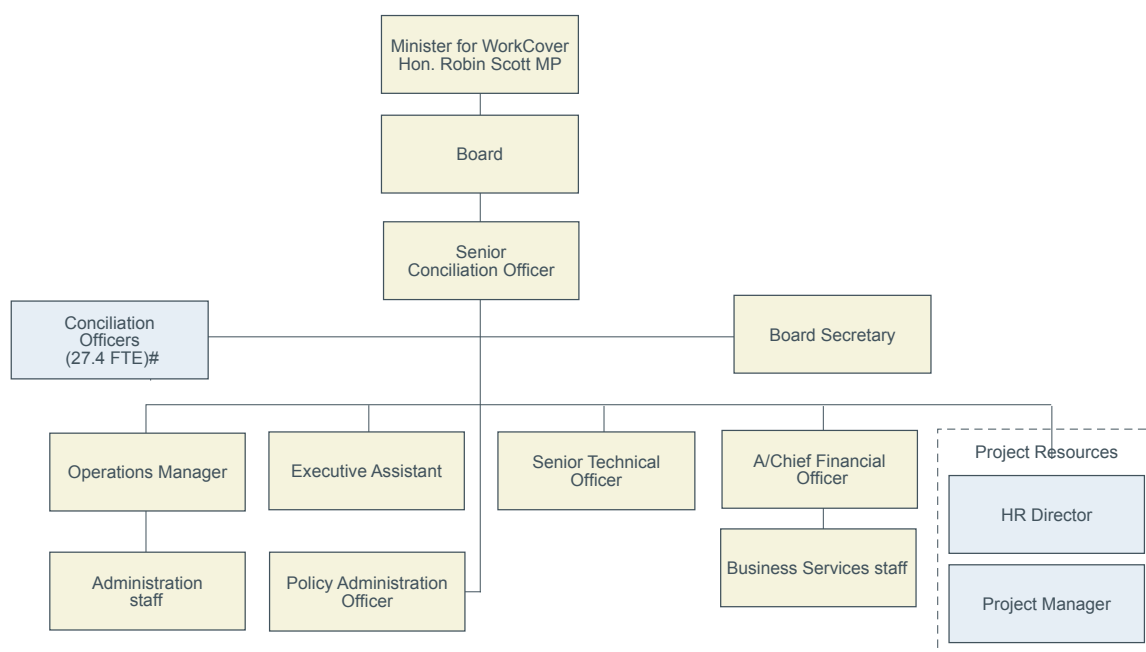 Minister for WorkCover
Hon. Robin Scott MP
Board
Senior
Conciliation Officer
Conciliation
Officers
(27.4 FTE)#
Board Secretary
Operations Manager
Executive Assistant
Senior Technical
Officer
A/Chief Financial
Officer
Project Resources
HR Director
Administration
staff
Policy Administration
Officer
Business Services staff
Project Manager